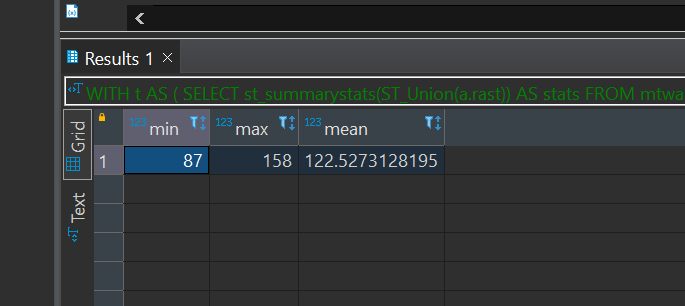 Results 1
WITH t AS ( SELECT st_summarystats(ST_Union(a.rast)) AS stats FROM mtwa
Grid
Text
123 min 123 max 123 mean
1 87 158 122.5273128195